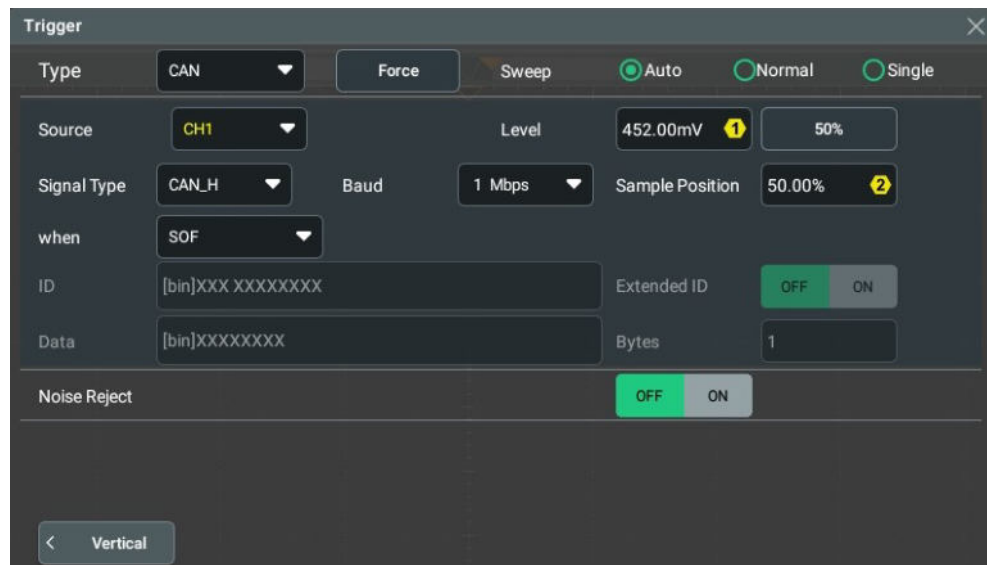 Trigger
Type CAN Force Sweep Auto Normal Single
Source CH1 Level 452.00mV 1 50%
Signal Type CAN_H Baud 1 Mbps Sample Position 50.00% 2
when SOF
ID [bin]XXX XXXXXXXX Extended ID OFF ON
Data [bin]XXXXXXXX Bytes 1
Noise Reject OFF ON
Vertical